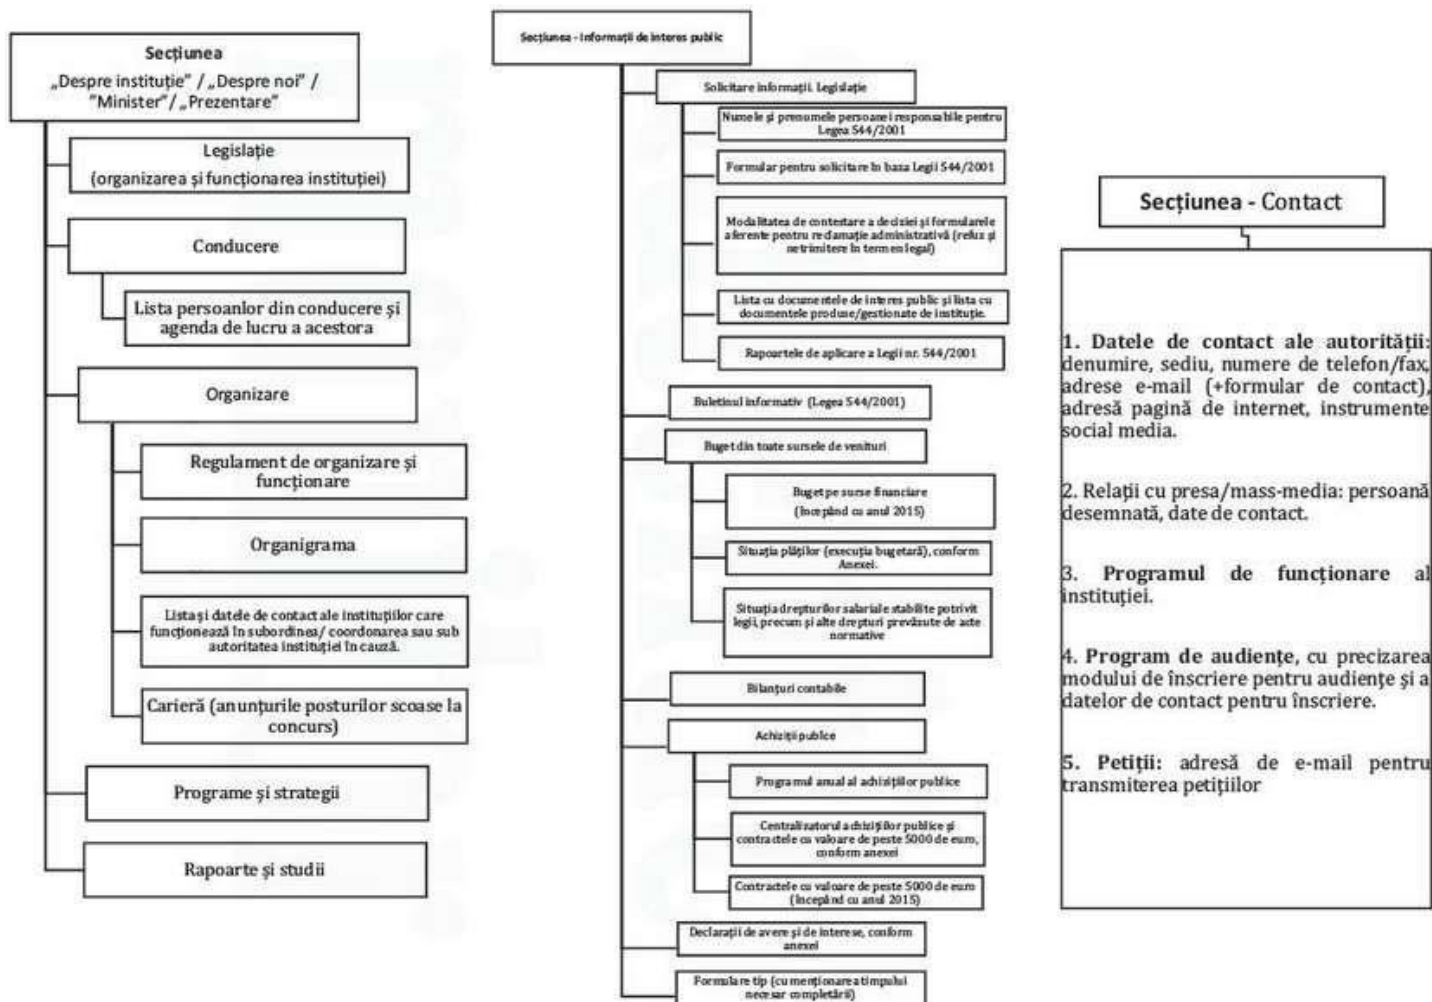 Secțiunea
„Despre instituție” / „Despre noi” /
”Minister”/ „Prezentare”
Legislație
(organizarea și funcționarea instituției)
Conducere
Lista persoanlor din conducere și
agenda de lucru a acestora
Organizare
Regulament de organizare și
funcționare
Organigrama
Lista și datele de contact ale instituțiilor care
funcționează în subordinea/ coordonarea sau sub
autoritatea instituției în cauză.
Carieră (anunțurile posturilor scoase la
concurs)
Programe și strategii
Rapoarte și studii
Secțiunea - Informații de interes public
Solicitare informații. Legislație
Numele și prenumele persoanei responsabile pentru
Legea 544/2001
Formular pentru solicitare în baza Legii 544/2001
Modalitatea de contestare a deciziei și formularele
aferente pentru reclamație administrativă (refuz și
netrimitere în termen legal)
Lista cu documentele de interes public și lista cu
documentele produse/gestionate de instituție.
Rapoartele de aplicare a Legii nr. 544/2001
Buletinul informativ (Legea 544/2001)
Buget din toate sursele de venituri
Buget pe surse financiare
(începând cu anul 2015)
Situația plăților (execuția bugetară), conform
Anexei.
Situația drepturilor salariale stabilite potrivit
legii, precum și alte drepturi prevăzute de acte
normative
Bilanțuri contabile
Achiziții publice
Programul anual al achizițiilor publice
Centralizatorul achizițiilor publice și
contractele cu valoare de peste 5000 de euro,
conform anexei
Contractele cu valoare de peste 5000 de euro
(începând cu anul 2015)
Declarații de avere și de interese, conform
anexei
Formulare tip (cu menționarea timpului
necesar completării)
Secțiunea - Contact
1. Datele de contact ale autorității:
denumire, sediu, numere de telefon/fax,
adrese e-mail (+formular de contact),
adresă pagină de internet, instrumente
social media.
2. Relații cu presa/mass-media: persoană
desemnată, date de contact.
3. Programul de funcționare al
instituției.
4. Program de audiențe, cu precizarea
modului de înscriere pentru audiențe și a
datelor de contact pentru înscriere.
5. Petiții: adresă de e-mail pentru
transmiterea petițiilor